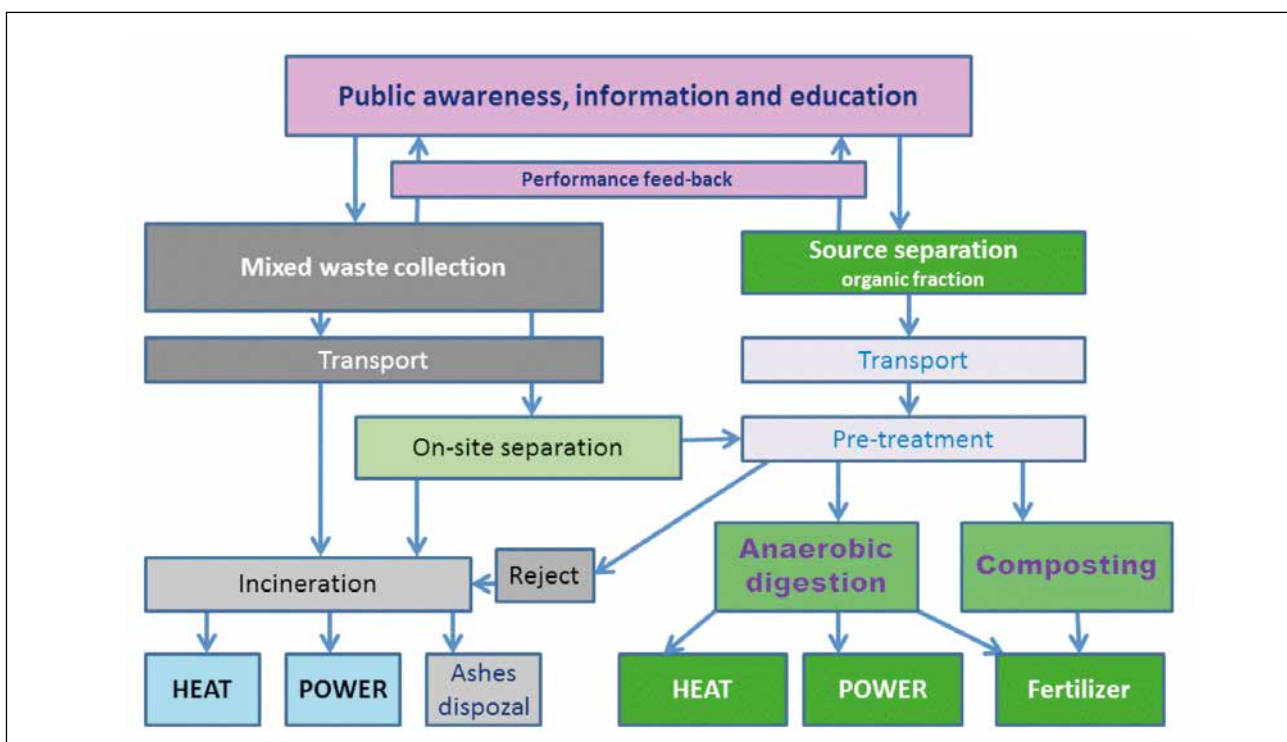 Public awareness, information and education
Performance feed-back
Mixed waste collection
Source separation
organic fraction
Transport
Transport
On-site separation
Pre-treatment
Anaerobic
digestion
Composting
Incineration
Reject
HEAT
POWER
Ashes
dispozal
HEAT
POWER
Fertilizer